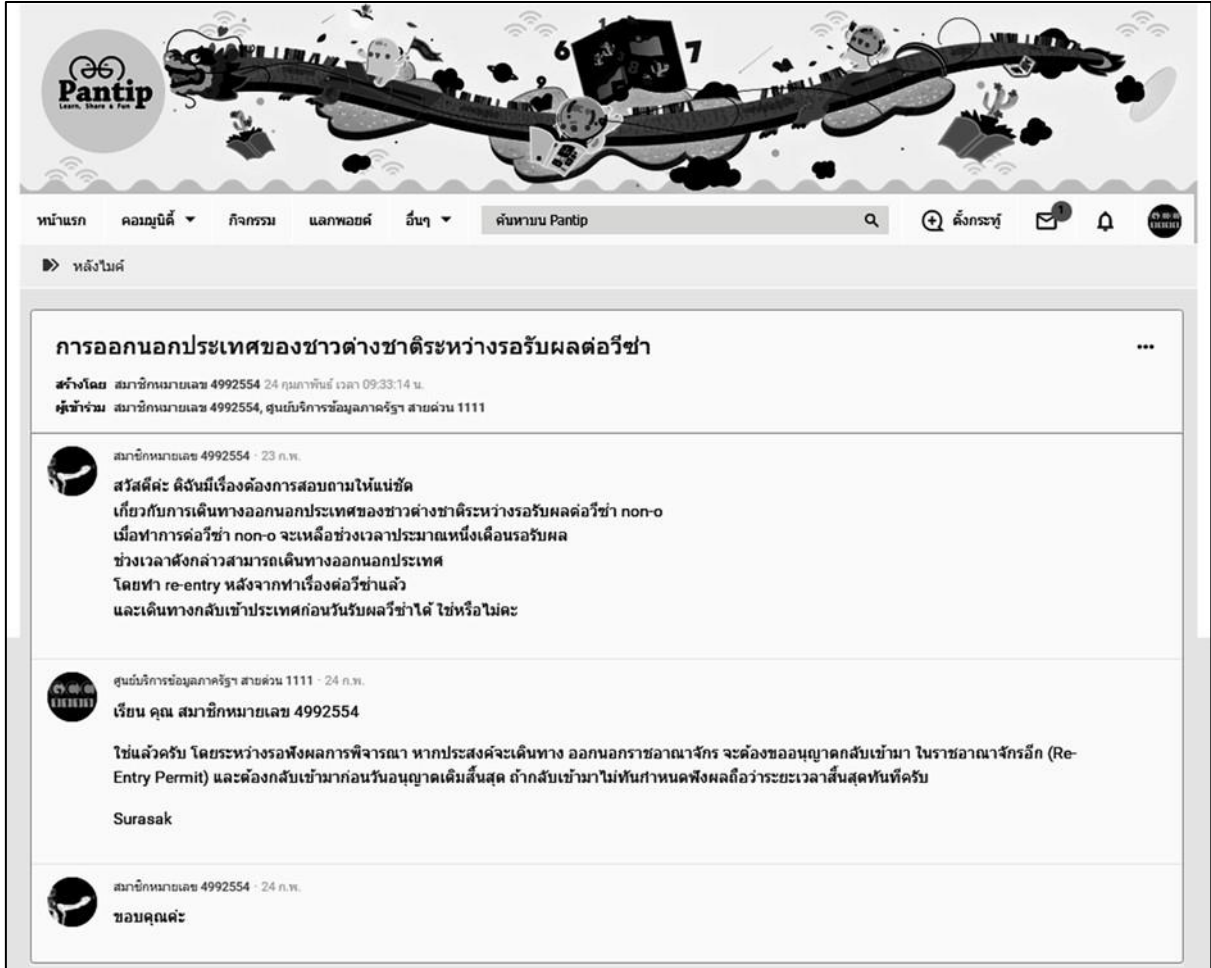 Pantip
Learn, Share & Fun
6
1
7
9
8
หน้าแรก คอมมูนิตี้ กิจกรรม แลกพอยต์ อื่นๆ ค้นหาบน Pantip ตั้งกระทู้ 1
หลังไมค์
การออกนอกประเทศของชาวต่างชาติระหว่างรอรับผลต่อวีซ่า
สร้างโดย สมาชิกหมายเลข 4992554 24 กุมภาพันธ์ เวลา 09:33:14 น.
ผู้เข้าร่วม สมาชิกหมายเลข 4992554, ศูนย์บริการข้อมูลภาครัฐฯ สายด่วน 1111
สมาชิกหมายเลข 4992554 · 23 ก.พ.
สวัสดีค่ะ ดิฉันมีเรื่องต้องการสอบถามให้แน่ชัด
เกี่ยวกับการเดินทางออกนอกประเทศของชาวต่างชาติระหว่างรอรับผลต่อวีซ่า non-o
เมื่อทำการต่อวีซ่า non-o จะเหลือช่วงเวลาประมาณหนึ่งเดือนรอรับผล
ช่วงเวลาดังกล่าวสามารถเดินทางออกนอกประเทศ
โดยทำ re-entry หลังจากทำเรื่องต่อวีซ่าแล้ว
และเดินทางกลับเข้าประเทศก่อนวันรับผลวีซ่าได้ ใช่หรือไม่คะ
ศูนย์บริการข้อมูลภาครัฐฯ สายด่วน 1111 · 24 ก.พ.
เรียน คุณ สมาชิกหมายเลข 4992554
ใช่แล้วครับ โดยระหว่างรอฟังผลการพิจารณา หากประสงค์จะเดินทาง ออกนอกราชอาณาจักร จะต้องขออนุญาตกลับเข้ามา ในราชอาณาจักรอีก (Re-
Entry Permit) และต้องกลับเข้ามาก่อนวันอนุญาตเดิมสิ้นสุด ถ้ากลับเข้ามาไม่ทันกำหนดฟังผลถือว่าระยะเวลาสิ้นสุดทันทีครับ
Surasak
สมาชิกหมายเลข 4992554 · 24 ก.พ.
ขอบคุณค่ะ